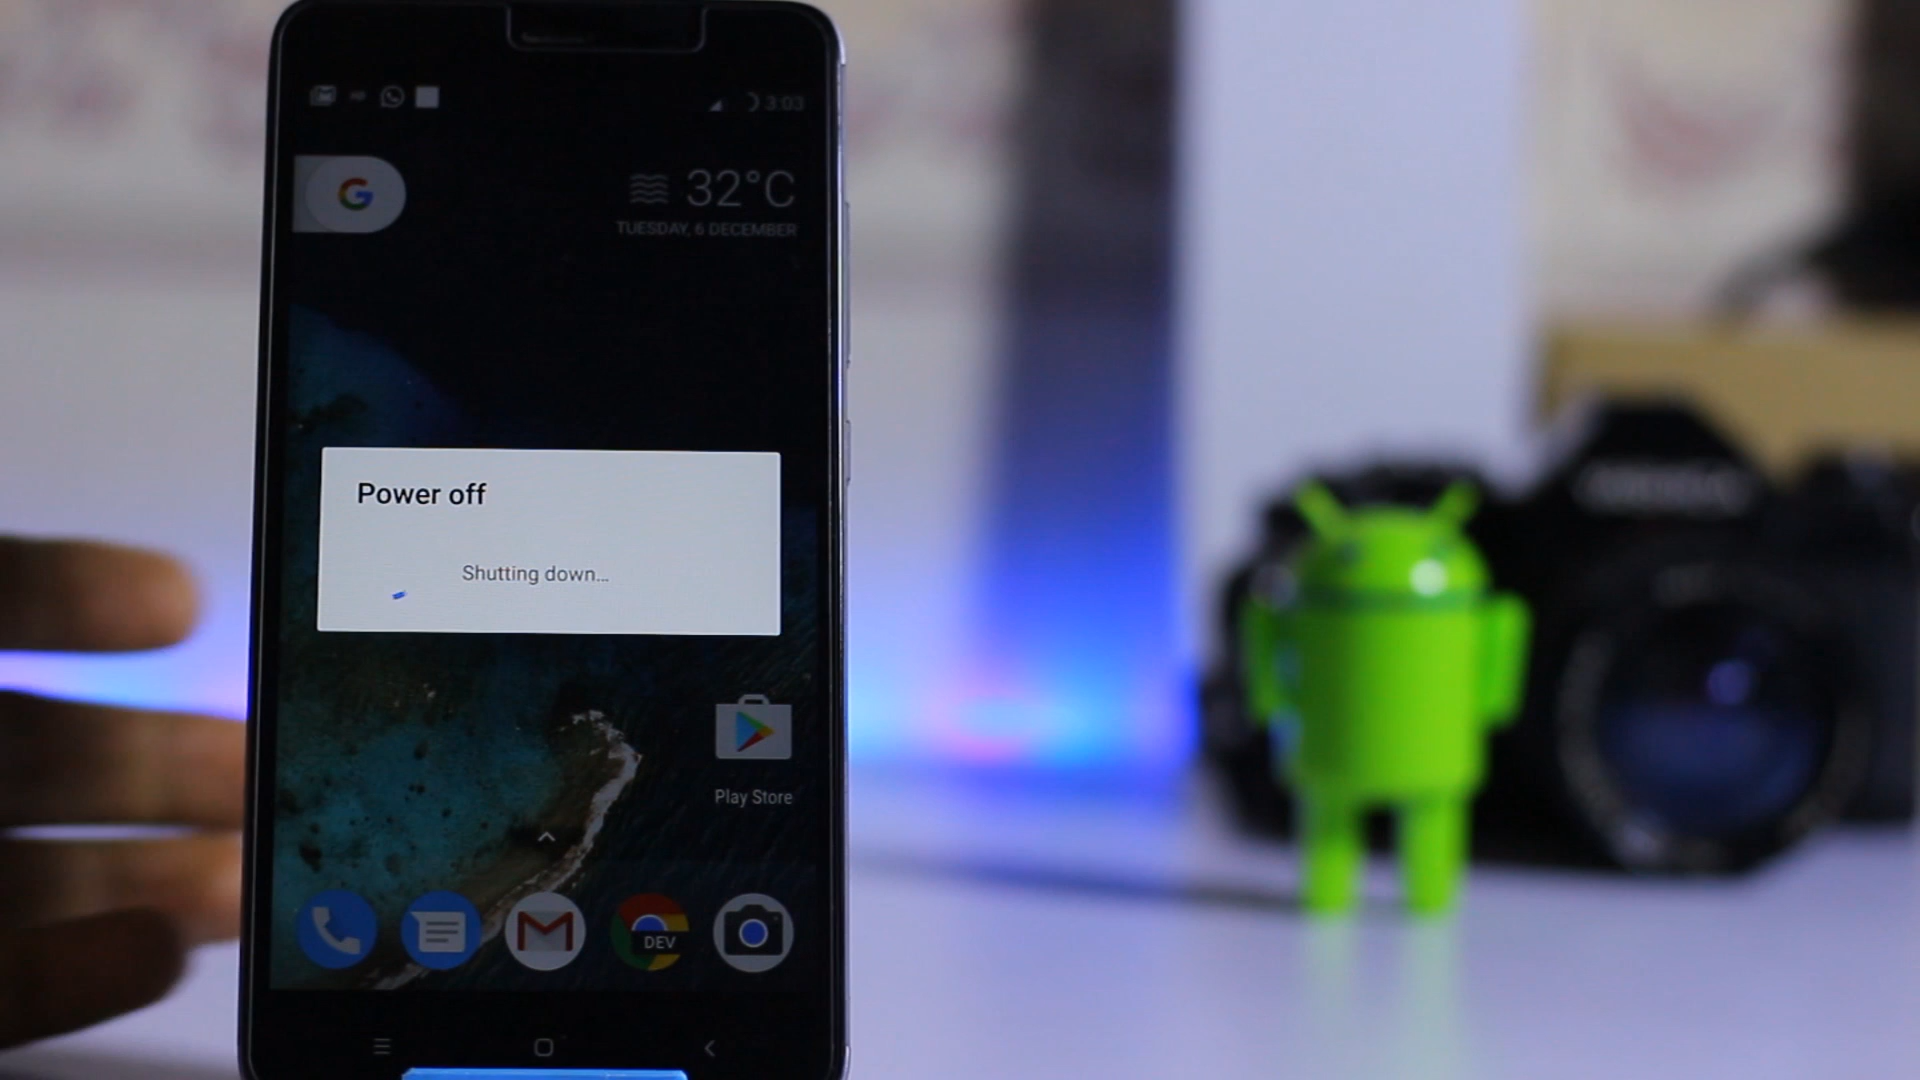 3:03
G
32°C
TUESDAY, 6 DECEMBER
Power off
Shutting down...
Play Store
DEV